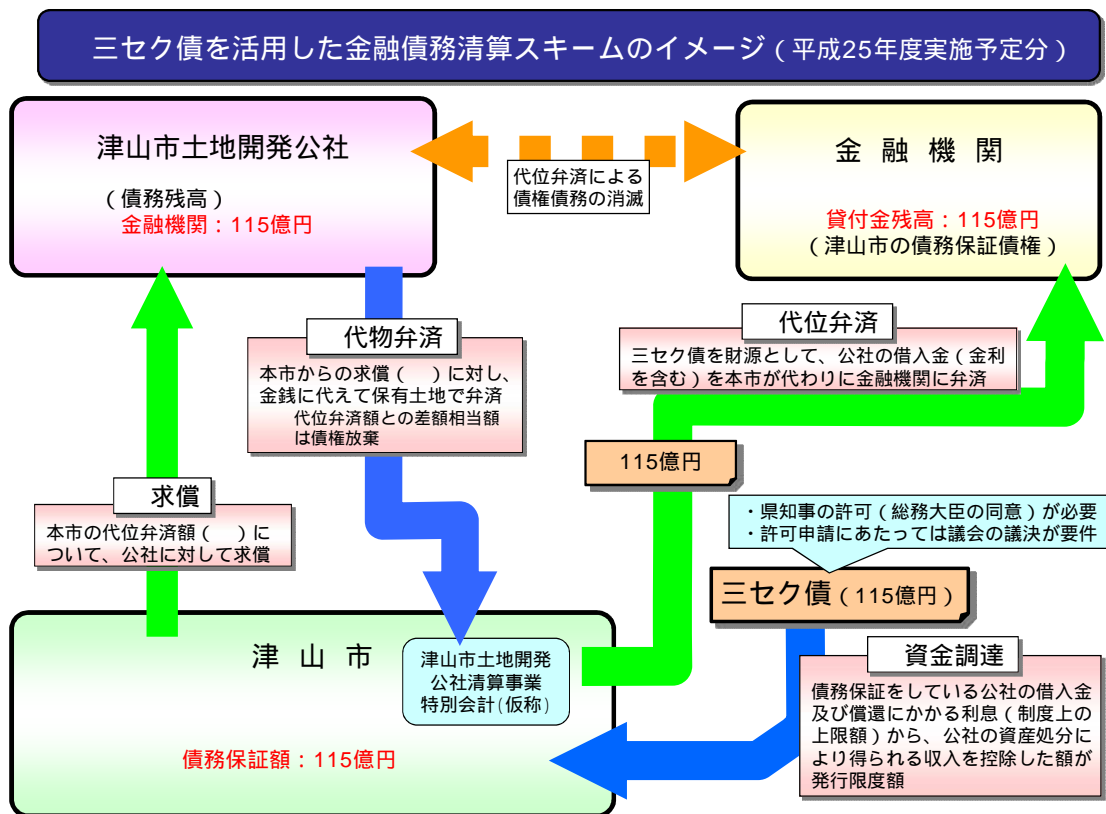 三セク債を活用した金融債務清算スキームのイメージ(平成25年度実施予定分)
津山市土地開発公社
(債務残高)
金融機関:115億円
代位弁済による
債権債務の消滅
金融機関
貸付金残高:115億円
(津山市の債務保証債権)
代物弁済
本市からの求償( )に対し、
金銭に代えて保有土地で弁済
代位弁済額との差額相当額
は債権放棄
代位弁済
三セク債を財源として、公社の借入金(金利
を含む)を本市が代わりに金融機関に弁済
115億円
求償
本市の代位弁済額( )に
ついて、公社に対して求償
・県知事の許可(総務大臣の同意)が必要
・許可申請にあたっては議会の議決が要件
三セク債(115億円)
津山市
債務保証額:115億円
津山市土地開発
公社清算事業
特別会計(仮称)
資金調達
債務保証をしている公社の借入金
及び償還にかかる利息(制度上の
上限額)から、公社の資産処分に
より得られる収入を控除した額が
発行限度額